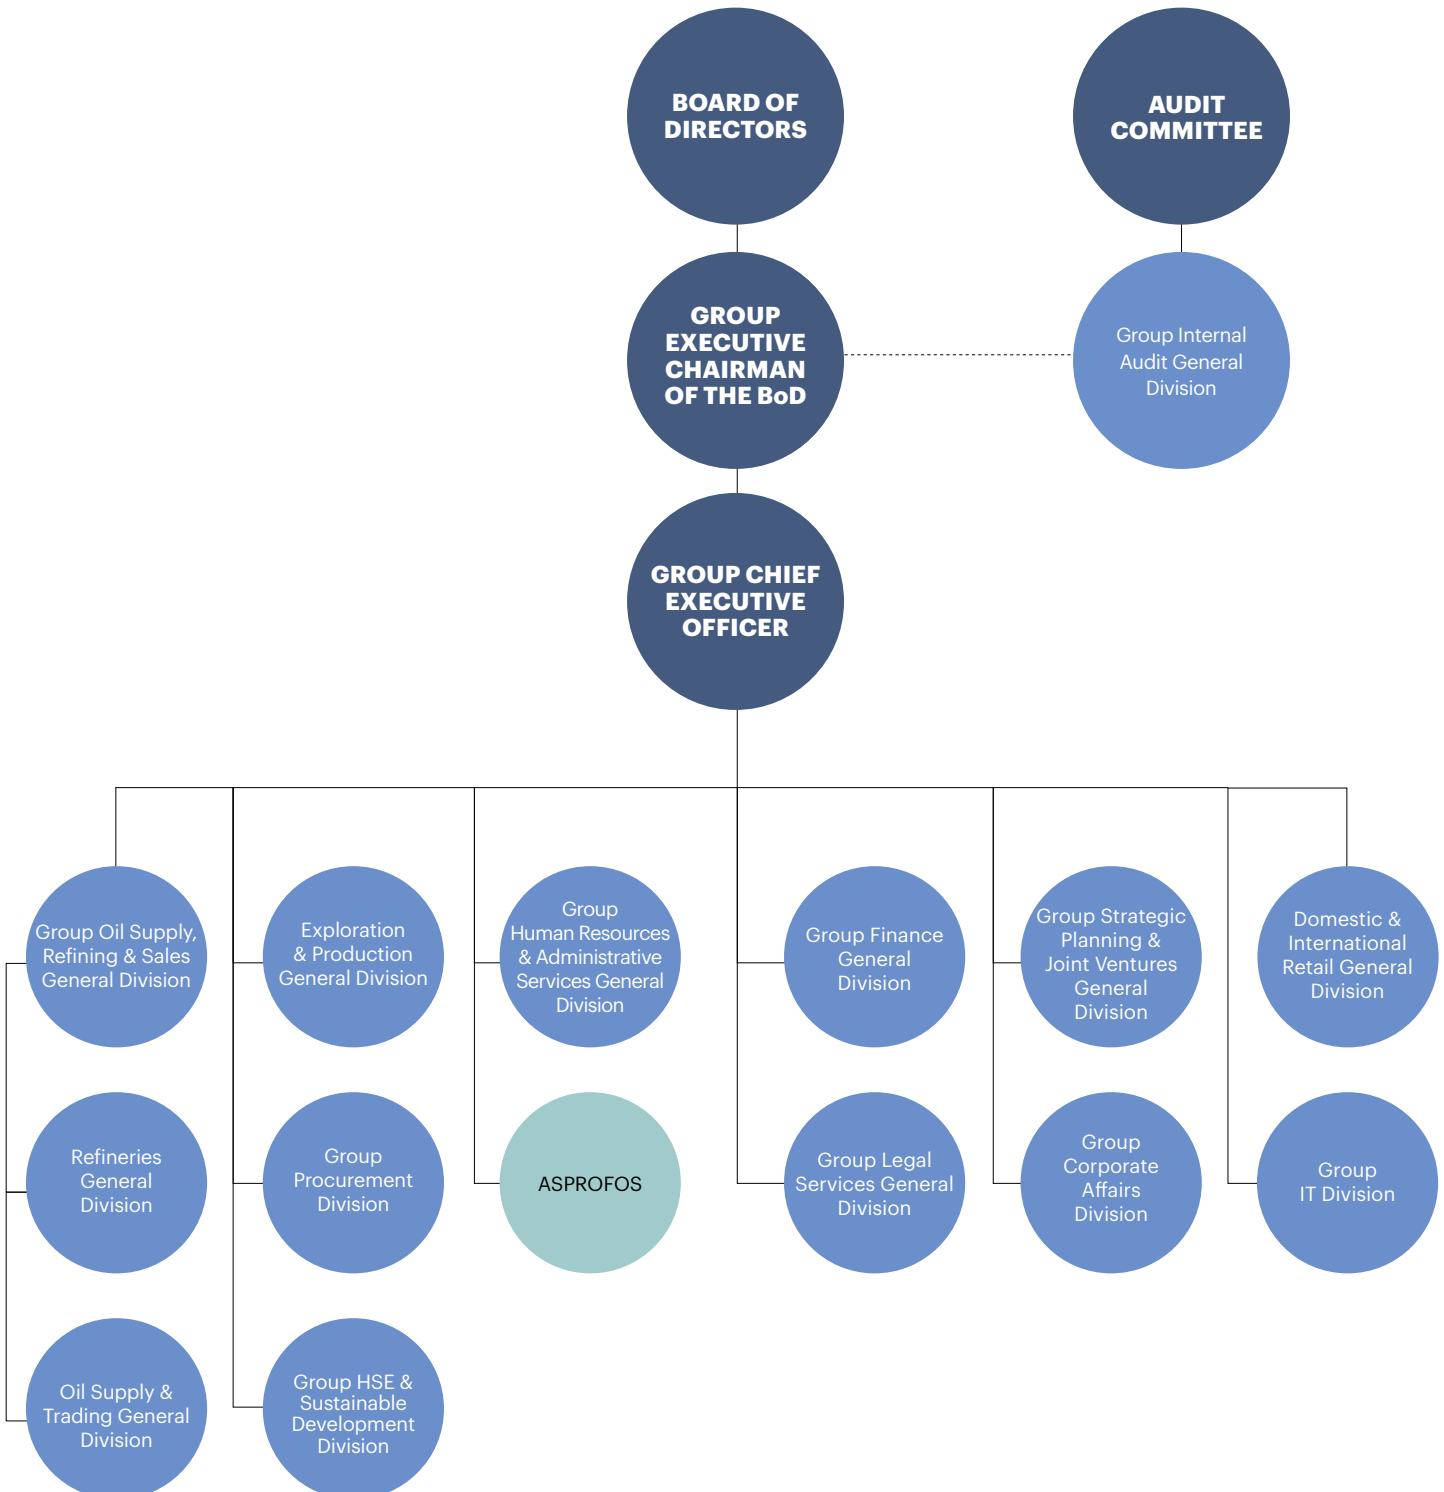 BOARD OF
DIRECTORS
AUDIT
COMMITTEE
GROUP
EXECUTIVE
CHAIRMAN
OF THE BoD
Group Internal
Audit General
Division
GROUP CHIEF
EXECUTIVE
OFFICER
Group Oil Supply,
Refining & Sales
General Division
Exploration
& Production
General Division
Group
Human Resources
& Administrative
Services General
Division
Group Finance
General
Division
Group Strategic
Planning &
Joint Ventures
General
Division
Domestic &
International
Retail General
Division
Refineries
General
Division
Group
Procurement
Division
ASPROFOS
Group Legal
Services General
Division
Group
Corporate
Affairs
Division
Group
IT Division
Oil Supply &
Trading General
Division
Group HSE &
Sustainable
Development
Division